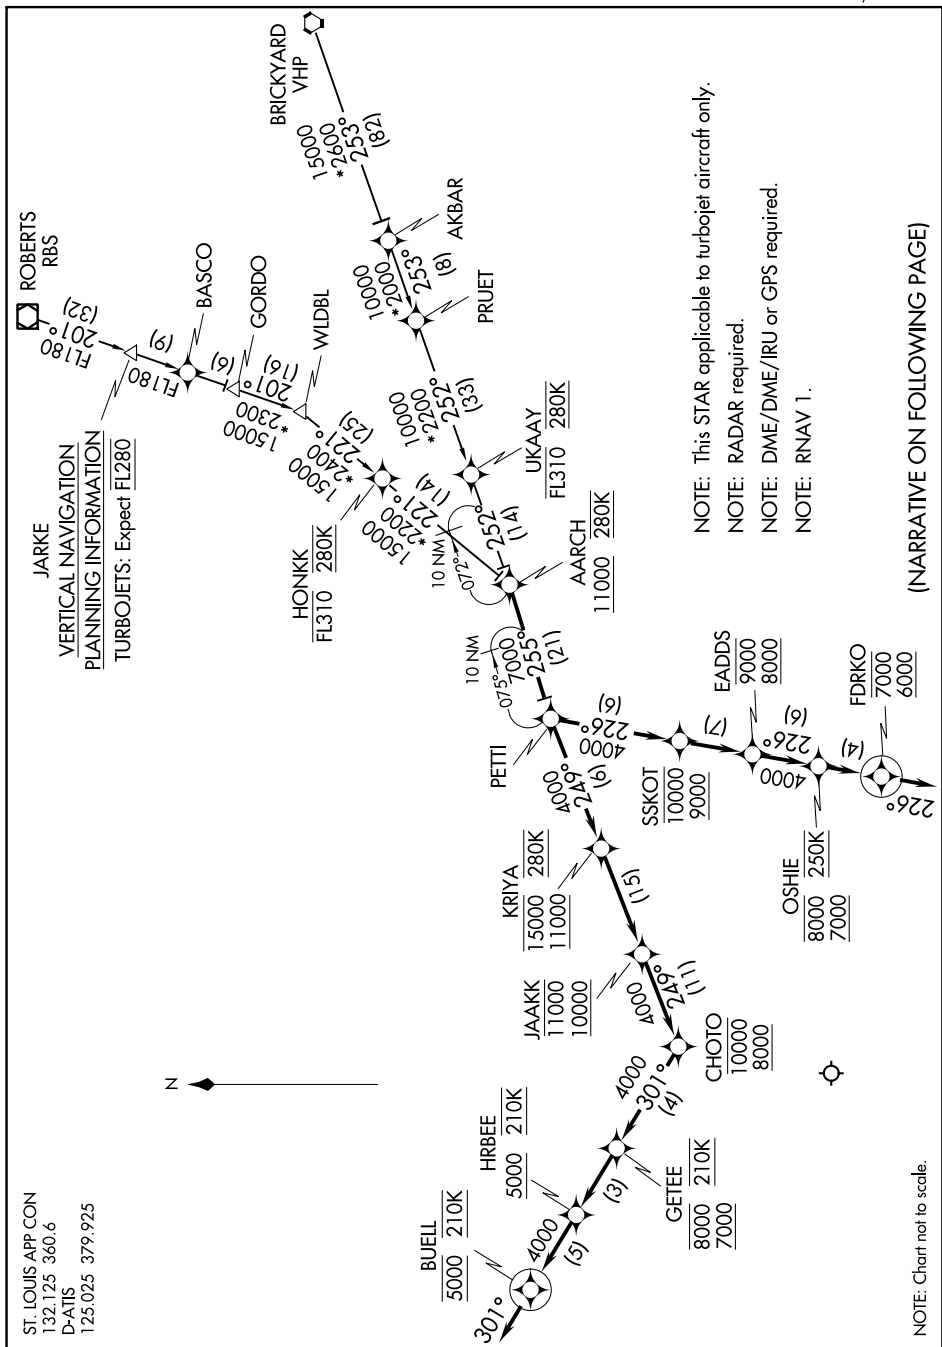 ST. LOUIS APP CON
132.125 360.6
D-ATIS
125.025 379.925
N
JARKE
VERTICAL NAVIGATION
PLANNING INFORMATION
TURBOJETS: Expect FL280
ROBERTS
RBS
FL180
201°
(32)
FL180
(9)
BASCO
(6)
GORDO
15000
*2300
201°
(16)
WLDBL
15000
*2400
221°
(25)
HONKK
FL310 280K
15000
*2200
221°
(14)
BRICKYARD
VHP
15000
*2600
253°
(82)
AKBAR
10000
*2000
253°
(8)
PRUET
10000
*2200
252°
(33)
UKAAY
FL310 280K
252°
(14)
10 NM
072°
AARCH
11000 280K
10 NM
075°
7000
255°
(21)
PETTI
4000
226°
(6)
SSKOT
10000
9000
(7)
EADDS
9000
8000
4000
226°
(6)
OSHIE
8000 250K
7000
(4)
FDRKO
7000
6000
226°
4000
249°
(6)
KRIYA
15000 280K
11000
(15)
JAAKK
11000
10000
4000
249°
(11)
CHOTO
10000
8000
4000
301°
(4)
GETEE
8000 210K
7000
(3)
HRBEE
5000 210K
4000
(5)
BUELL
5000 210K
301°
NOTE: This STAR applicable to turbojet aircraft only.
NOTE: RADAR required.
NOTE: DME/DME/IRU or GPS required.
NOTE: RNAV 1.
(NARRATIVE ON FOLLOWING PAGE)
NOTE: Chart not to scale.